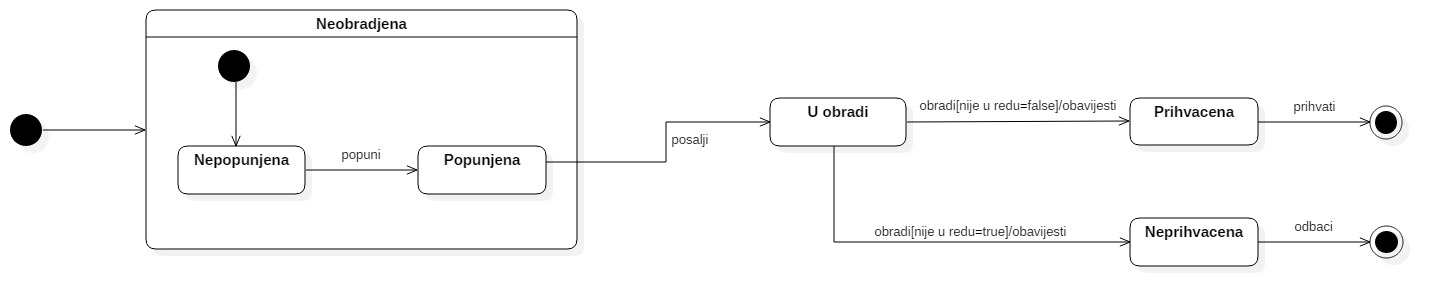 Neobradjena
Nepopunjena
popuni
Popunjena
posalji
U obradi
obradi[nije u redu=false]/obavijesti
Prihvacena
prihvati
obradi[nije u redu=true]/obavijesti
Neprihvacena
odbaci